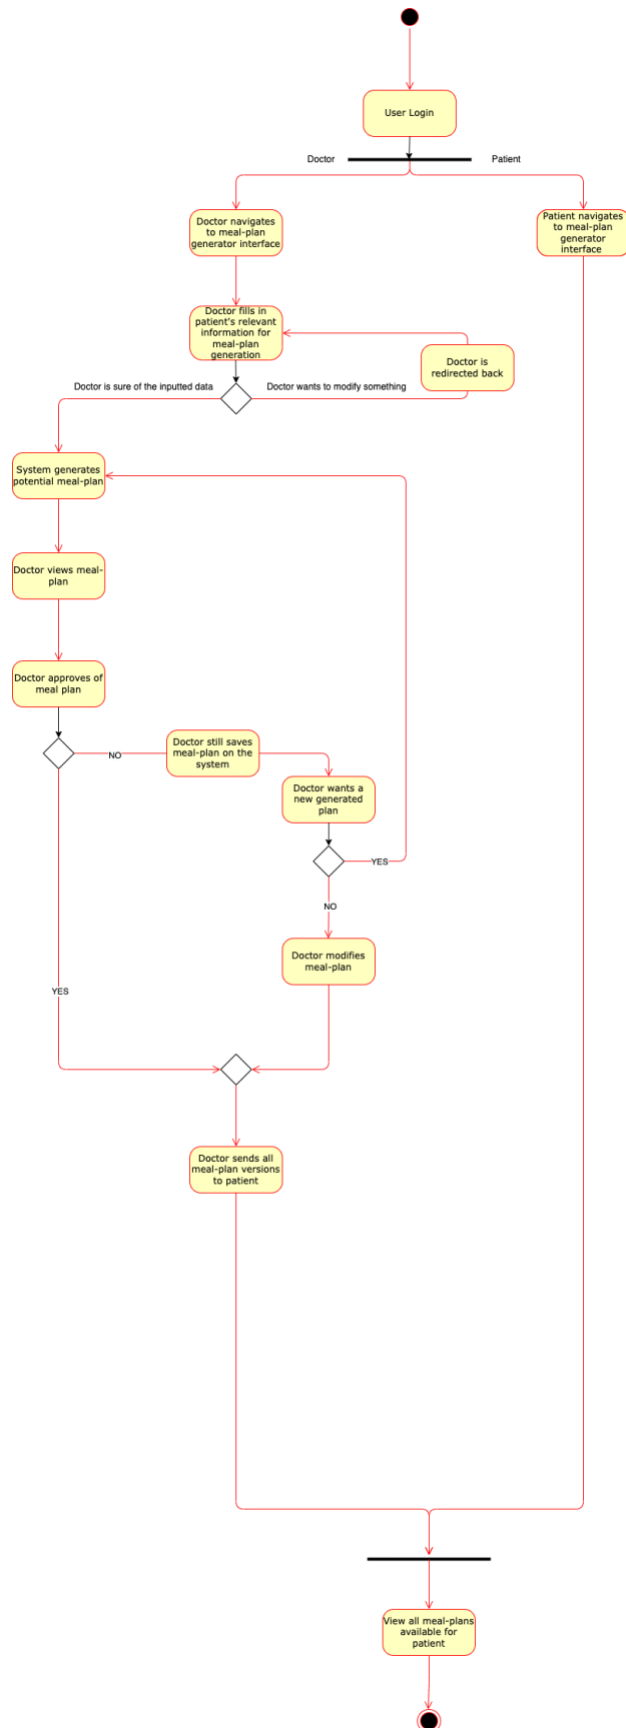 User Login
Doctor
Patient
Doctor navigates
to meal-plan
generator interface
Patient navigates
to meal-plan
generator
interface
Doctor fills in
patient's relevant
information for
meal-plan
generation
Doctor is
redirected back
Doctor is sure of the inputted data
Doctor wants to modify something
System generates
potential meal-plan
Doctor views meal-
plan
Doctor approves of
meal plan
NO
Doctor still saves
meal-plan on the
system
Doctor wants a
new generated
plan
YES
NO
Doctor modifies
meal-plan
YES
Doctor sends all
meal-plan versions
to patient
View all meal-plans
available for
patient